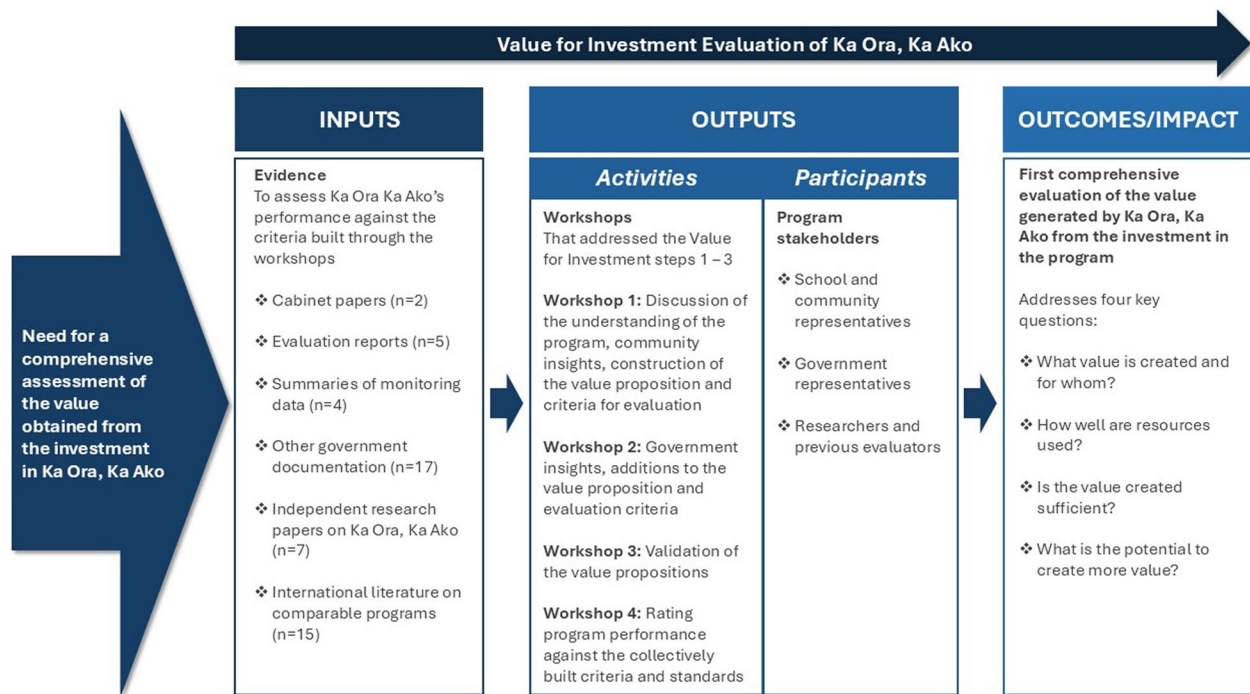 Value for Investment Evaluation of Ka Ora, Ka Ako
Need for a
comprehensive
assessment of
the value
obtained from
the investment
in Ka Ora, Ka Ako
INPUTS
Evidence
To assess Ka Ora Ka Ako's
performance against the
criteria built through the
workshops
❖ Cabinet papers (n=2)
❖ Evaluation reports (n=5)
❖ Summaries of monitoring
data (n=4)
❖ Other government
documentation (n=17)
❖ Independent research
papers on Ka Ora, Ka Ako
(n=7)
❖ International literature on
comparable programs
(n=15)
OUTPUTS
Activities
Workshops
That addressed the Value
for Investment steps 1 – 3
Workshop 1: Discussion of
the understanding of the
program, community
insights, construction of
the value proposition and
criteria for evaluation
Workshop 2: Government
insights, additions to the
value proposition and
evaluation criteria
Workshop 3: Validation of
the value propositions
Workshop 4: Rating
program performance
against the collectively
built criteria and standards
Participants
Program
stakeholders
❖ School and
community
representatives
❖ Government
representatives
❖ Researchers and
previous evaluators
OUTCOMES/IMPACT
First comprehensive
evaluation of the value
generated by Ka Ora, Ka
Ako from the investment in
the program
Addresses four key
questions:
❖ What value is created and
for whom?
❖ How well are resources
used?
❖ Is the value created
sufficient?
❖ What is the potential to
create more value?